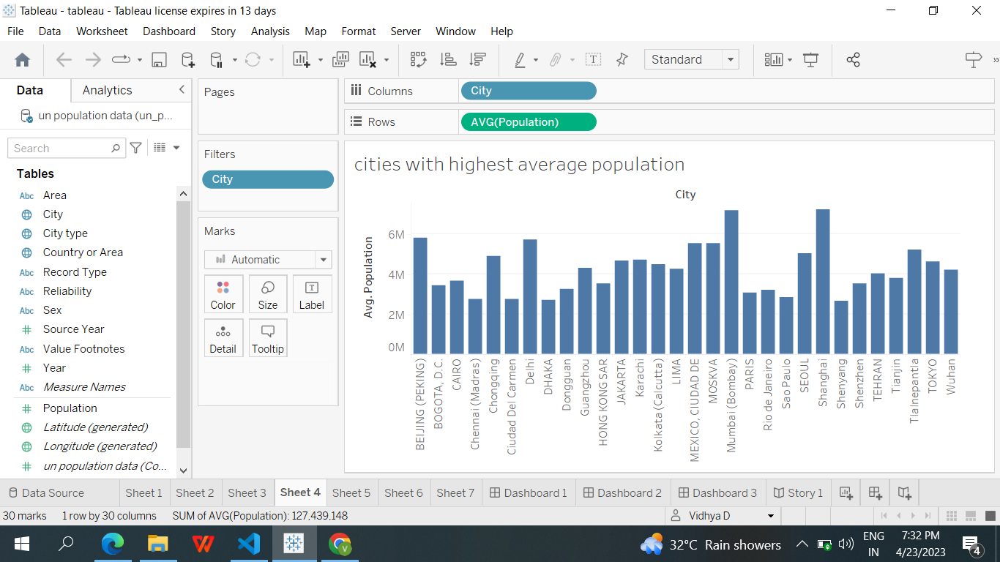 Tableau - tableau - Tableau license expires in 13 days
File Data Worksheet Dashboard Story Analysis Map Format Server Window Help
Standard
Data Analytics
un population data (un_p...
Search
Tables
Abc Area
City
City type
Country or Area
Abc Record Type
Abc Reliability
Abc Sex
Source Year
Abc Value Footnotes
Year
Abc Measure Names
Population
Latitude (generated)
Longitude (generated)
un population data (Co...
Pages
Filters
City
Marks
Automatic
Color Size Label
Detail Tooltip
Columns City
Rows AVG(Population)
cities with highest average population
City
Avg. Population
6M
4M
2M
0M
BEIJING (PEKING)
BOGOTA, D.C.
CAIRO
Chennai (Madras)
Chongqing
Ciudad Del Carmen
Delhi
DHAKA
Dongguan
Guangzhou
HONG KONG SAR
JAKARTA
Karachi
Kolkata (Calcutta)
LIMA
MEXICO, CIUDAD DE
MOSKVA
Mumbai (Bombay)
PARIS
Rio de Janeiro
Sao Paulo
SEOUL
Shanghai
Shenyang
Shenzhen
TEHRAN
Tianjin
Tlalnepantla
TOKYO
Wuhan
Data Source Sheet 1 Sheet 2 Sheet 3 Sheet 4 Sheet 5 Sheet 6 Sheet 7 Dashboard 1 Dashboard 2 Dashboard 3 Story 1
30 marks 1 row by 30 columns SUM of AVG(Population): 127,439,148 Vidhya D
32°C Rain showers
ENG
IN
7:32 PM
4/23/2023
4